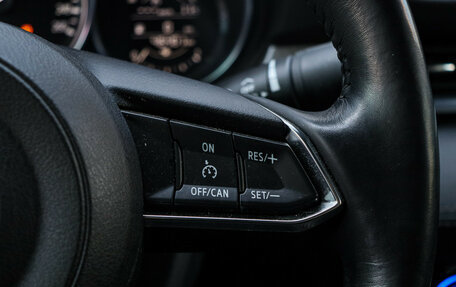 ON
OFF/CAN
RES/+
SET/—